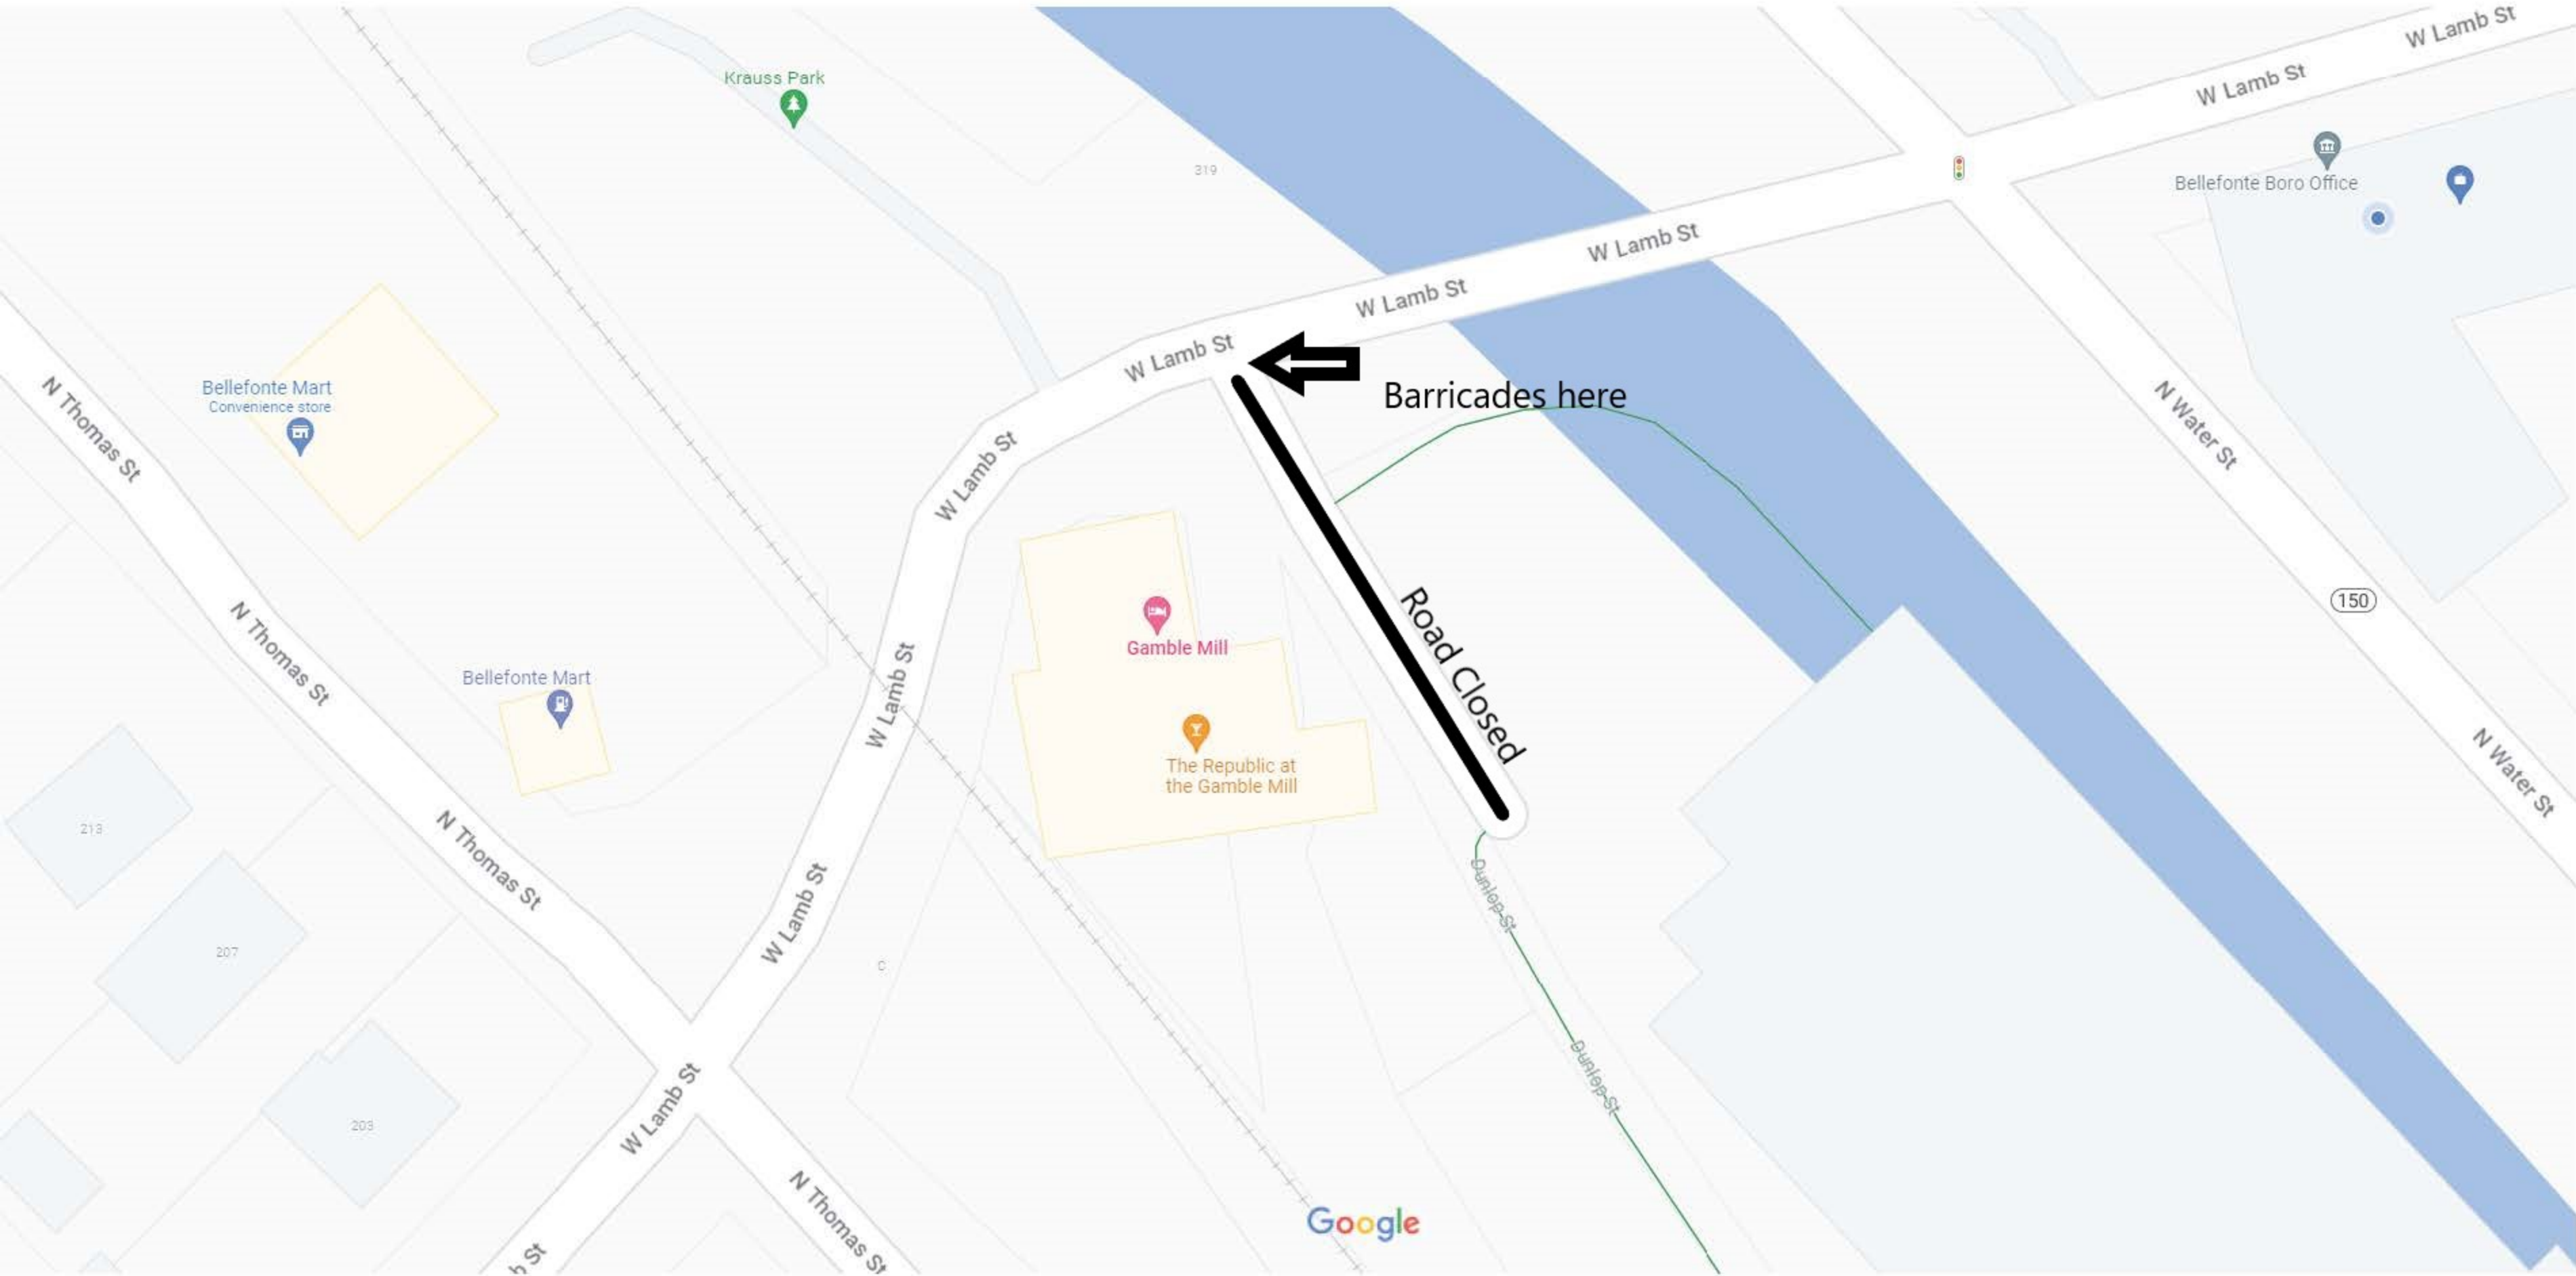 W Lamb St
W Lamb St
Krauss Park
319
Bellefonte Boro Office
W Lamb St
W Lamb St
W Lamb St
Barricades here
Bellefonte Mart
Convenience store
N Thomas St
N Water St
W Lamb St
150
Road Closed
Gamble Mill
N Thomas St
W Lamb St
Bellefonte Mart
The Republic at
the Gamble Mill
N Water St
213
N Thomas St
Dunlop St
W Lamb St
207
C
Dunlop St
W Lamb St
203
N Thomas St
Google
b St